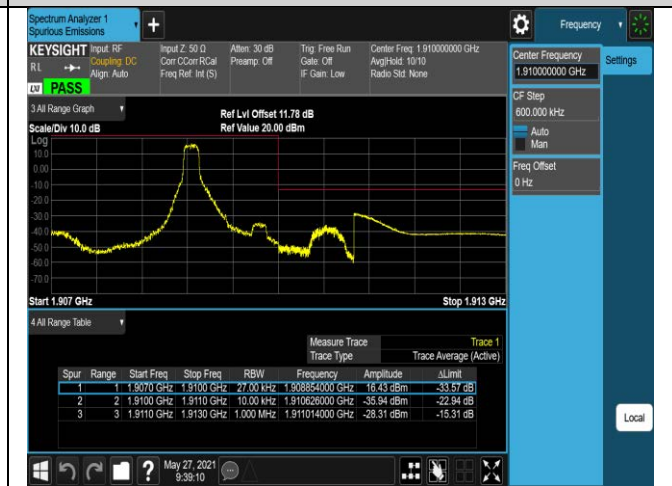 Spectrum Analyzer 1
Spurious Emissions
Frequency
KEYSIGHT Input: RF Input Z: 50 Ω Atten: 30 dB Trig: Free Run Center Freq: 1.910000000 GHz
RL Coupling: DC Corr CCorr RCal Preamp: Off Gate: Off Avg|Hold: 10/10
Align: Auto Freq Ref: Int (S) IF Gain: Low Radio Std: None
PASS
Center Frequency
1.910000000 GHz
Settings
CF Step
600.000 kHz
Auto
Man
Freq Offset
0 Hz
3 All Range Graph
Ref Lvl Offset 11.78 dB
Scale/Div 10.0 dB Ref Value 20.00 dBm
Log
10.0
0.00
-10.0
-20.0
-30.0
-40.0
-50.0
-60.0
-70.0
Start 1.907 GHz Stop 1.913 GHz
4 All Range Table
Measure Trace Trace 1
Trace Type Trace Average (Active)
Spur Range Start Freq Stop Freq RBW Frequency Amplitude ΔLimit
1 1 1.9070 GHz 1.9100 GHz 27.00 kHz 1.908854000 GHz 16.43 dBm -33.57 dB
2 2 1.9100 GHz 1.9110 GHz 10.00 kHz 1.910626000 GHz -35.94 dBm -22.94 dB
3 3 1.9110 GHz 1.9130 GHz 1.000 MHz 1.911014000 GHz -28.31 dBm -15.31 dB
Local
? May 27, 2021
9:39:10